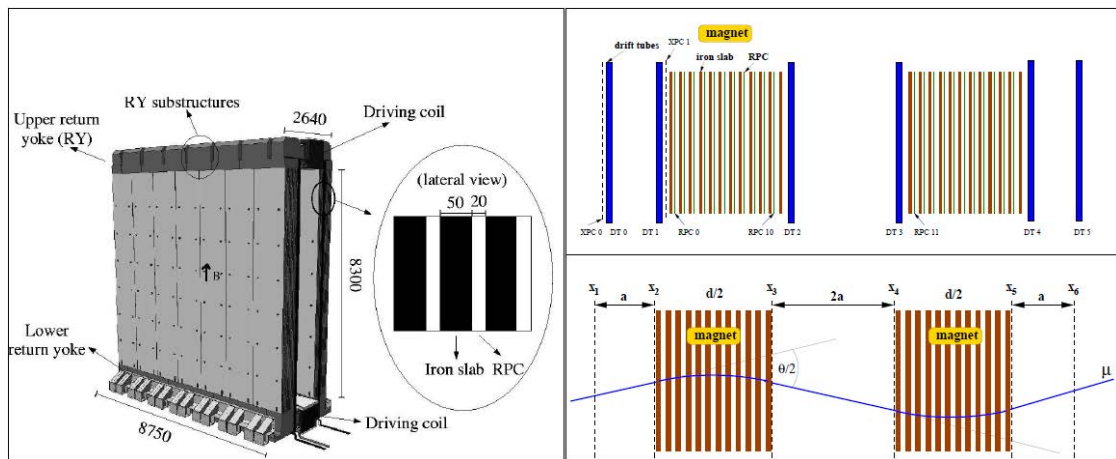 RY substructures
2640
Driving coil
Upper return
yoke (RY)
(lateral view)
50 20
B
8300
Lower
return yoke
Iron slab RPC
Driving coil
8750
magnet
drift tubes
XPC 1
iron slab
RPC
XPC 0
DT 0
DT 1
RPC 0
RPC 10
DT 2
DT 3
RPC 11
DT 4
DT 5
x1 x2 x3 x4 x5 x6
a d/2 2a d/2 a
magnet magnet
θ/2
μ